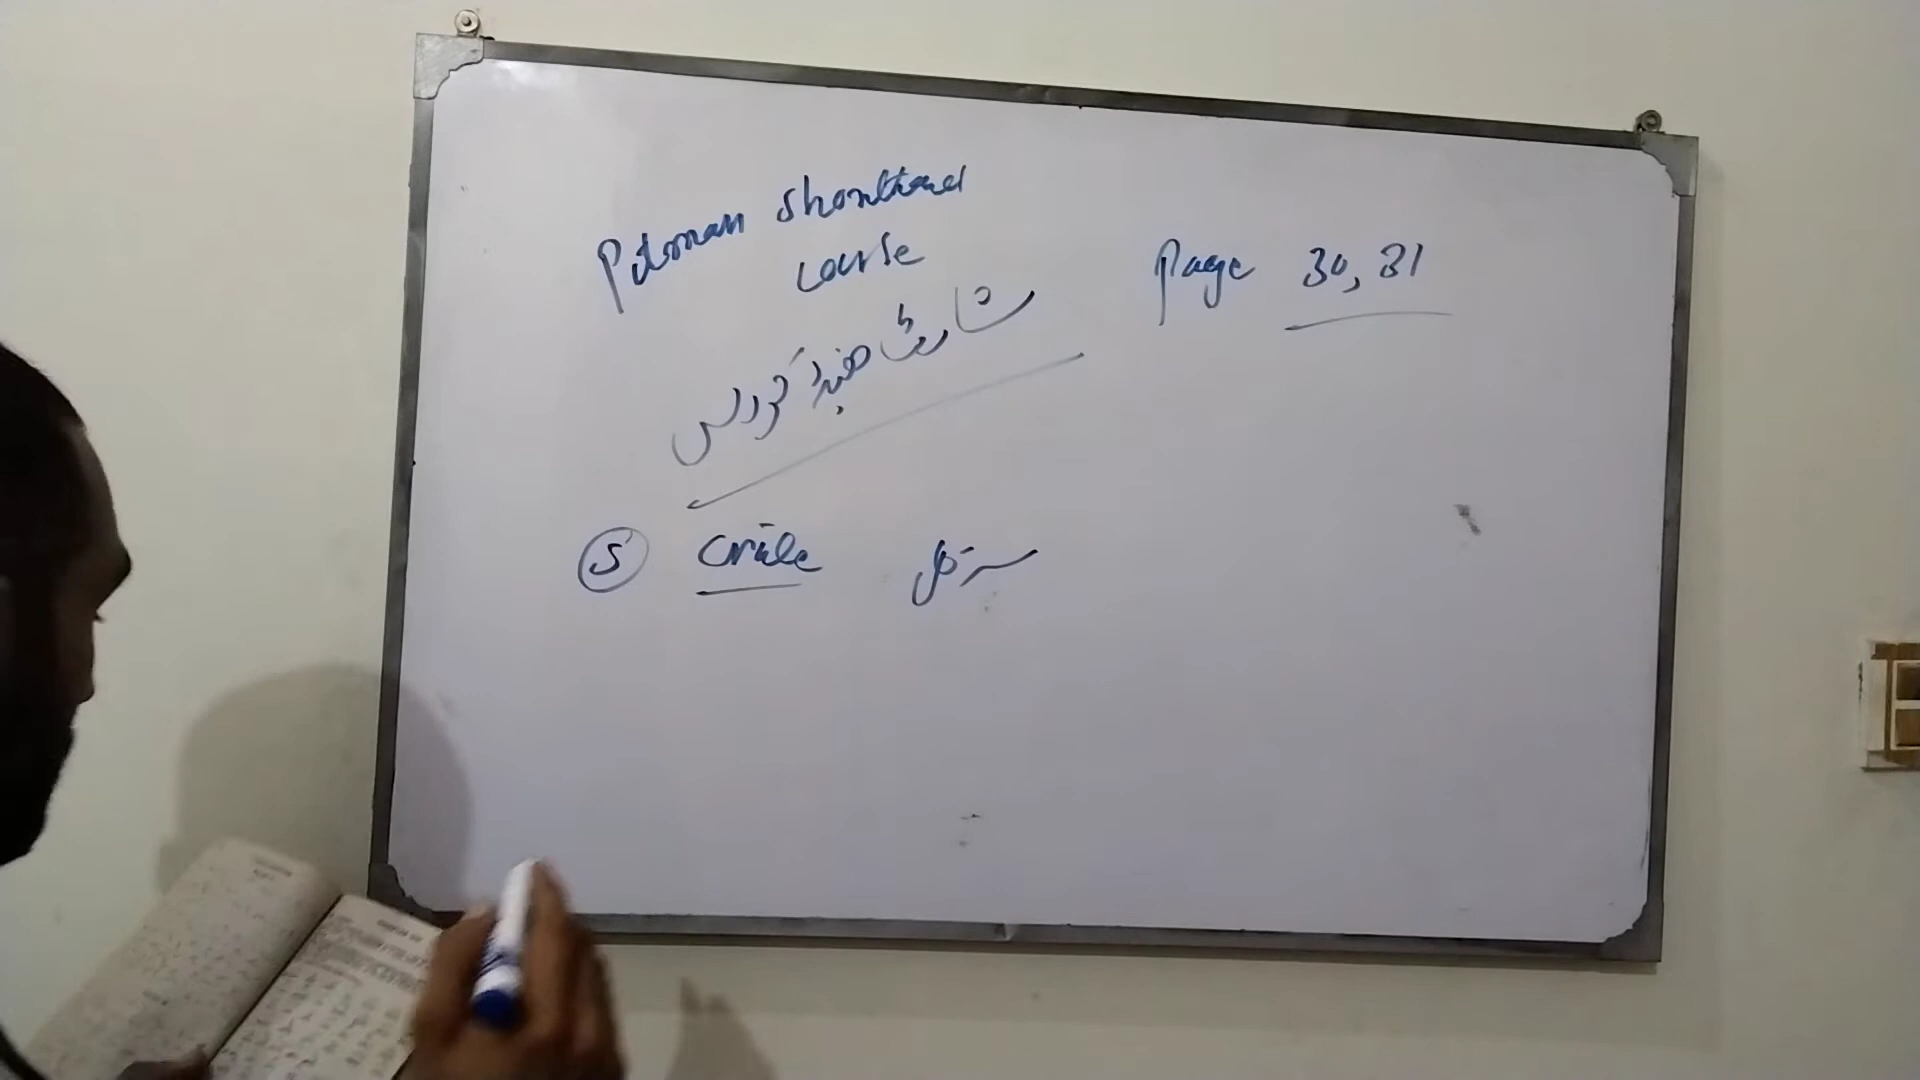 Pitman Shorthand
course
Page 30, 31
شارٹ ہینڈ کورس
S Circle سرکل